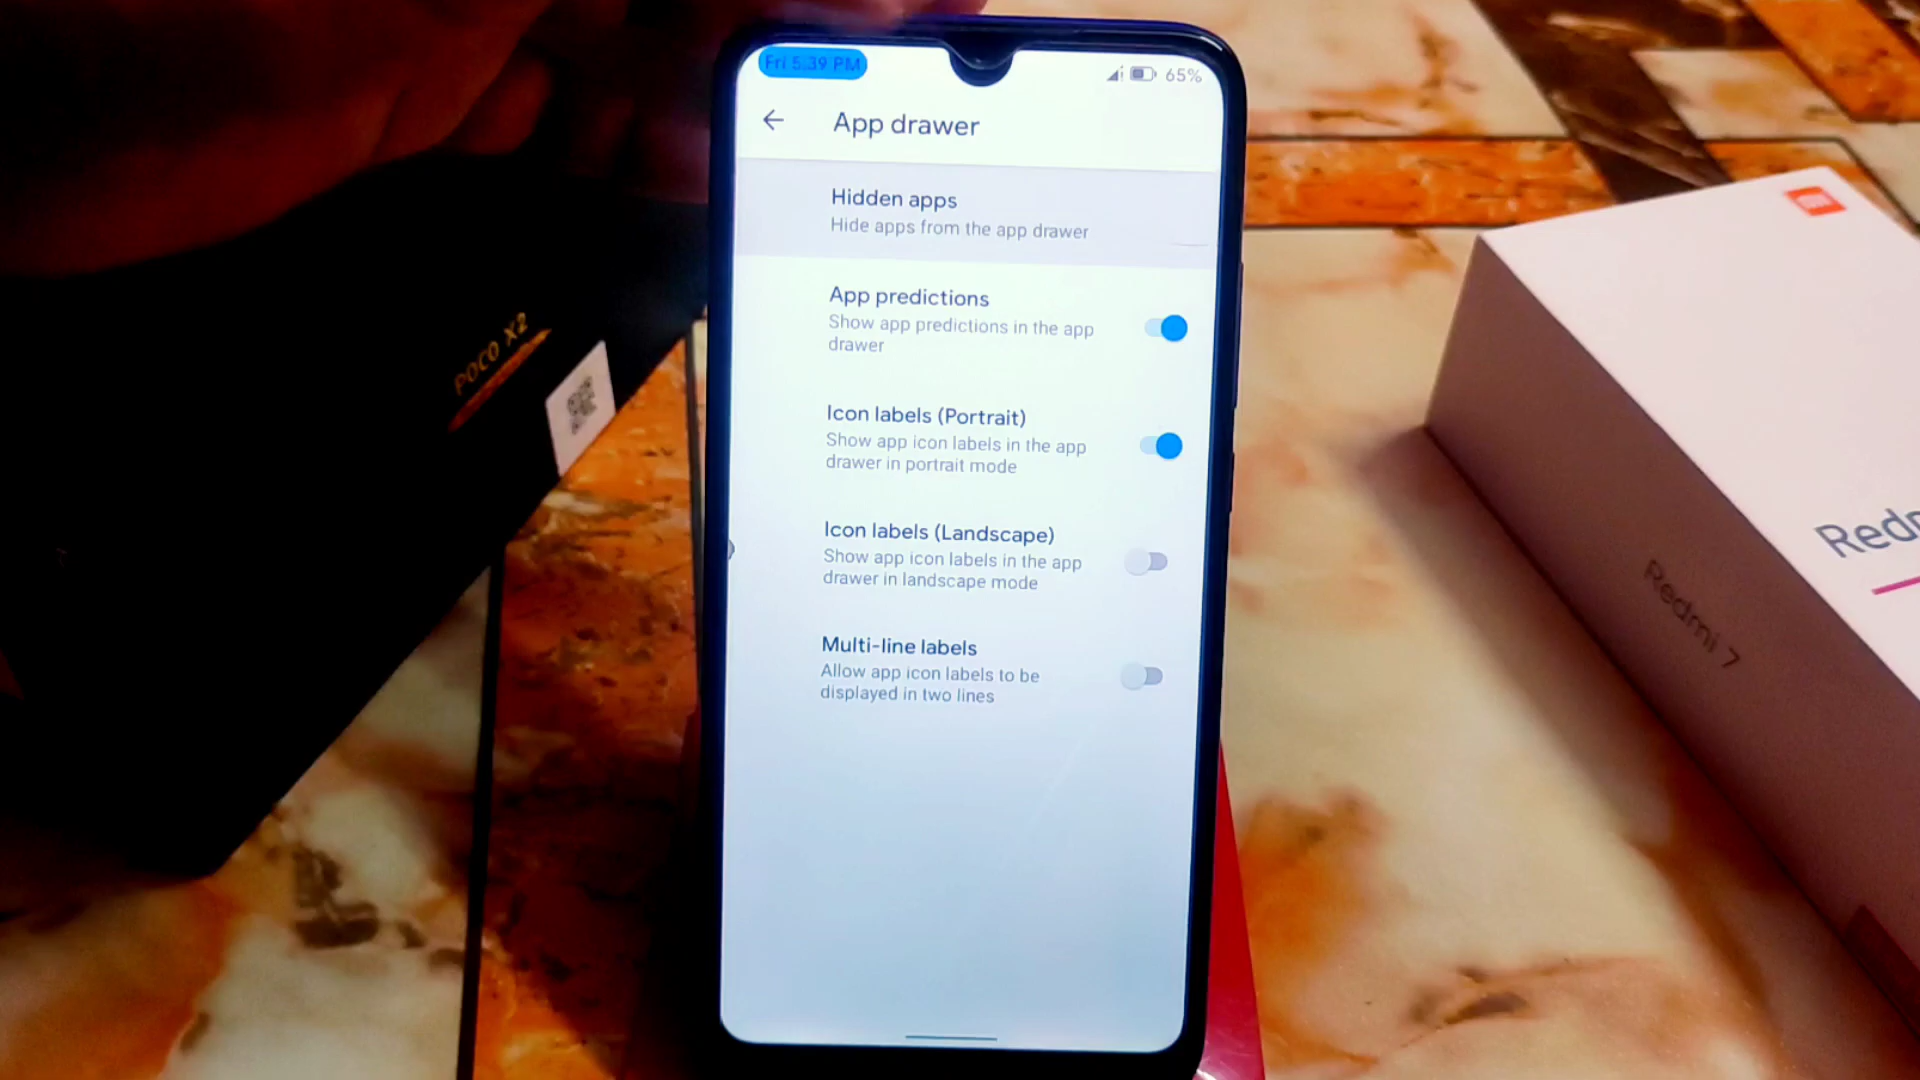 Fri 5.39 PM
65%
App drawer
Hidden apps
Hide apps from the app drawer
App predictions
Show app predictions in the app
drawer
Icon labels (Portrait)
Show app icon labels in the app
drawer in portrait mode
Icon labels (Landscape)
Show app icon labels in the app
drawer in landscape mode
Multi-line labels
Allow app icon labels to be
displayed in two lines
POCO X2
Redmi 7